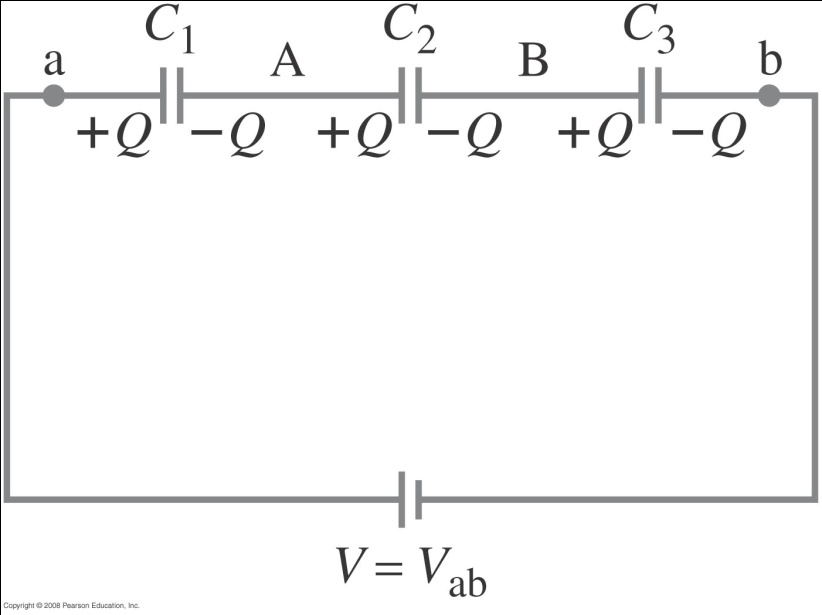 C₁ C₂ C₃
a A B b
+Q −Q +Q −Q +Q −Q
V = Vab
Copyright © 2008 Pearson Education, Inc.